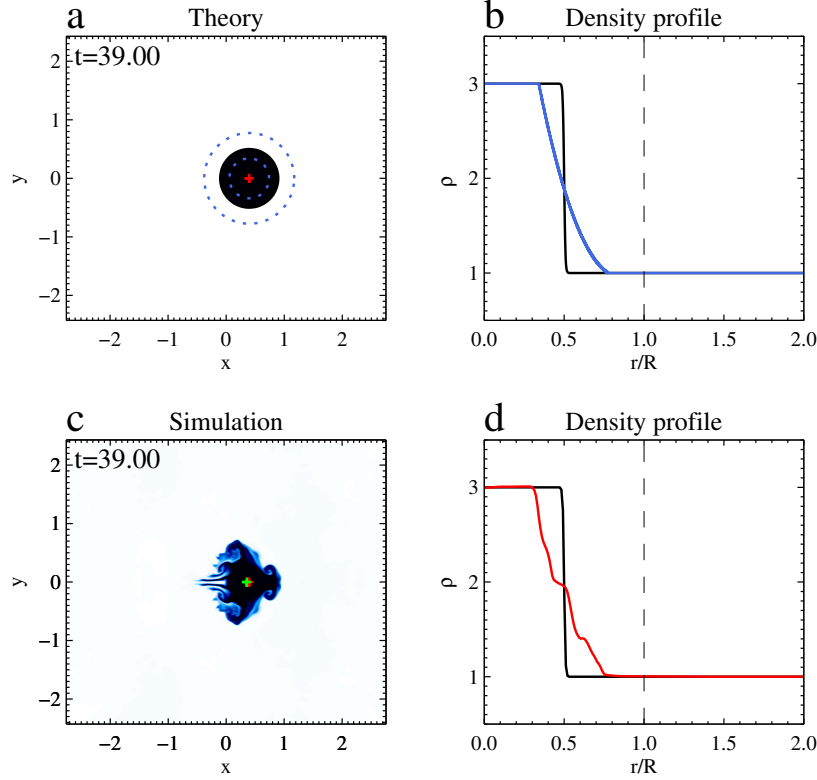 a Theory
t=39.00
2
1
0
−1
−2
y
−2 −1 0 1 2
x
b Density profile
3
2
1
ρ
0.0 0.5 1.0 1.5 2.0
r/R
c Simulation
t=39.00
2
1
0
−1
−2
y
−2 −1 0 1 2
x
d Density profile
3
2
1
ρ
0.0 0.5 1.0 1.5 2.0
r/R